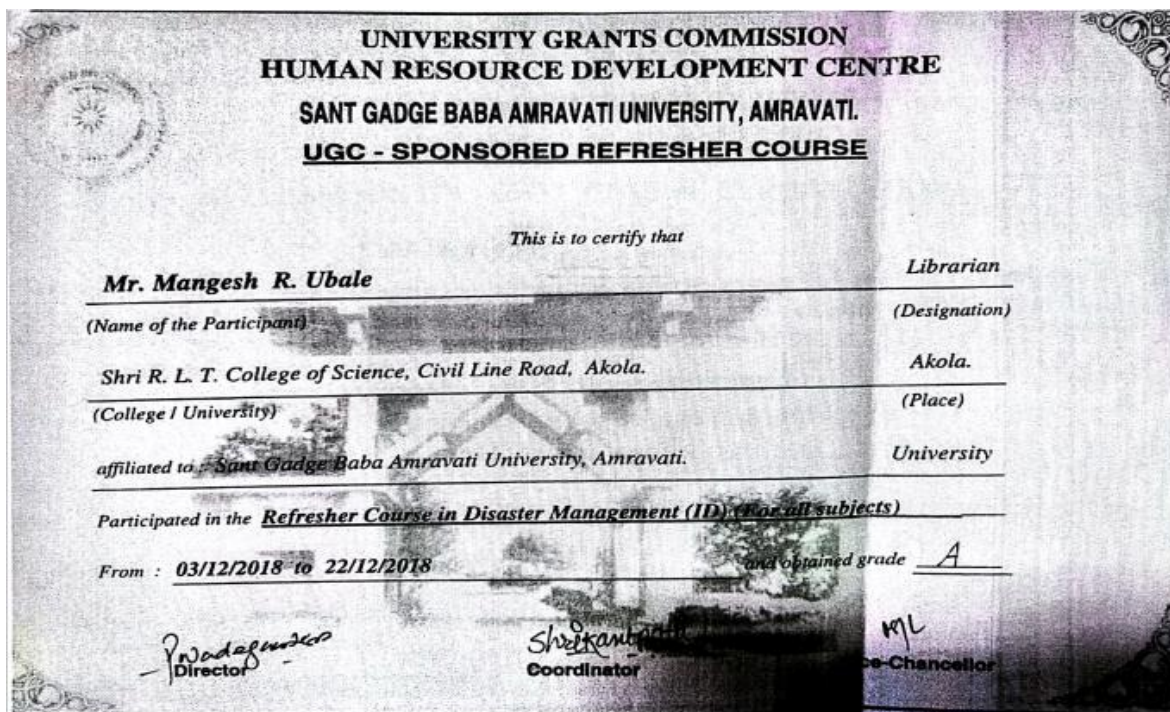 UNIVERSITY GRANTS COMMISSION
HUMAN RESOURCE DEVELOPMENT CENTRE
SANT GADGE BABA AMRAVATI UNIVERSITY, AMRAVATI.
UGC - SPONSORED REFRESHER COURSE
This is to certify that
Mr. Mangesh R. Ubale Librarian
(Name of the Participant) (Designation)
Shri R. L. T. College of Science, Civil Line Road, Akola. Akola.
(College / University) (Place)
affiliated to :- Sant Gadge Baba Amravati University, Amravati. University
Participated in the Refresher Course in Disaster Management (ID) (For all subjects)
From : 03/12/2018 to 22/12/2018 and obtained grade A
Director Coordinator ce-Chancellor